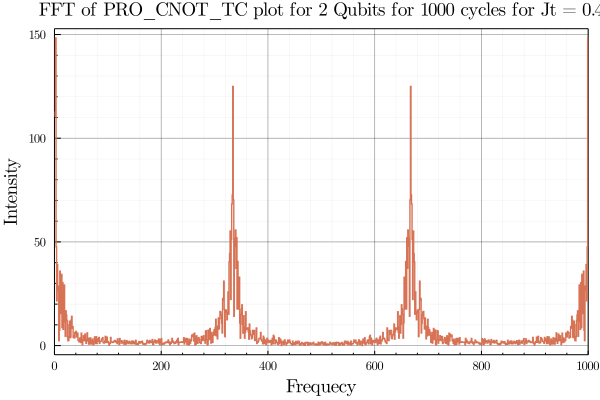 FFT of PRO_CNOT_TC plot for 2 Qubits for 1000 cycles for Jt = 0.4
150
100
50
0
Intensity
0 200 400 600 800 1000
Frequecy